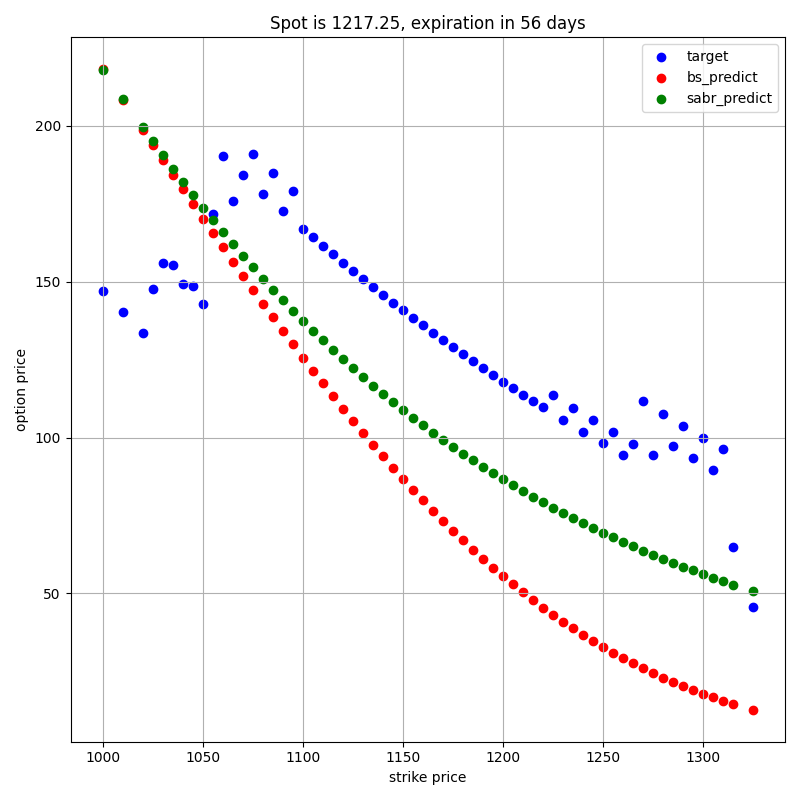 Spot is 1217.25, expiration in 56 days
target
bs_predict
sabr_predict
200
150
100
50
option price
1000 1050 1100 1150 1200 1250 1300
strike price